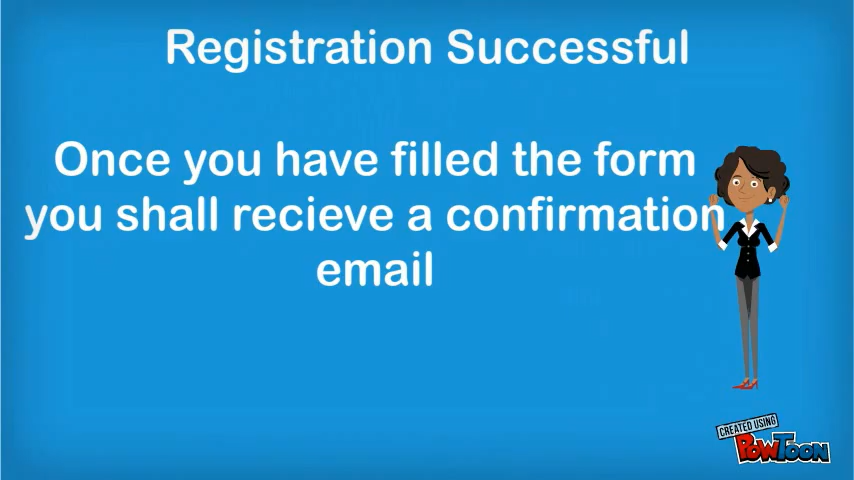 Registration Successful
Once you have filled the form
you shall recieve a confirmation
email
CREATED USING
POWTOON